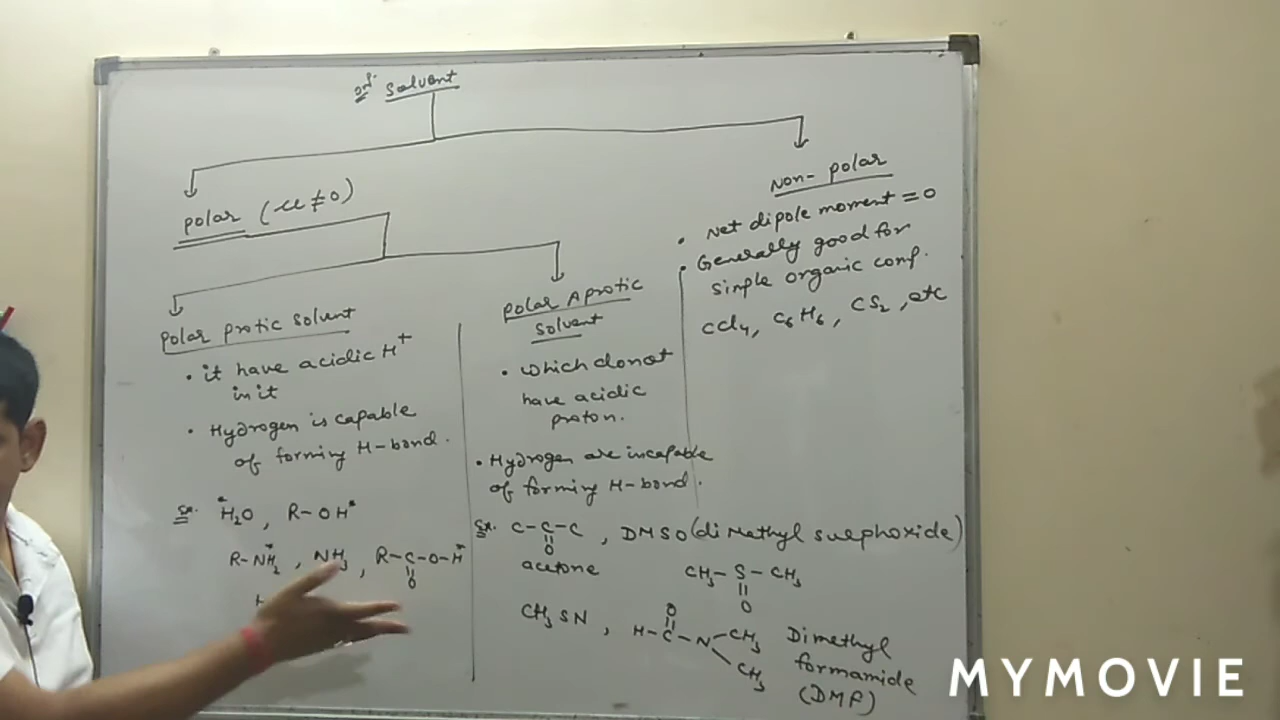 Solvent
polar (μ≠0)
Non-polar
• Net dipole moment = 0
• Generally good for
simple organic comp.
CCl4, C6H6, CS2, etc
Polar protic solvent
• it have acidic H+
in it
• Hydrogen is capable
of forming H-bond.
Ex. H2O, R-OH
R-NH2, NH3, R-C-O-H
O
H
Polar Aprotic
solvent
• which donot
have acidic
proton.
• Hydrogen are incapable
of forming H-bond.
Ex. C-C-C, DMSO(diMethyl sulphoxide)
O
acetone
CH3-S-CH3
O
CH3SN, H-C-N-CH3
O
CH3
Dimethyl
formamide
(DMF)
MYMOVIE